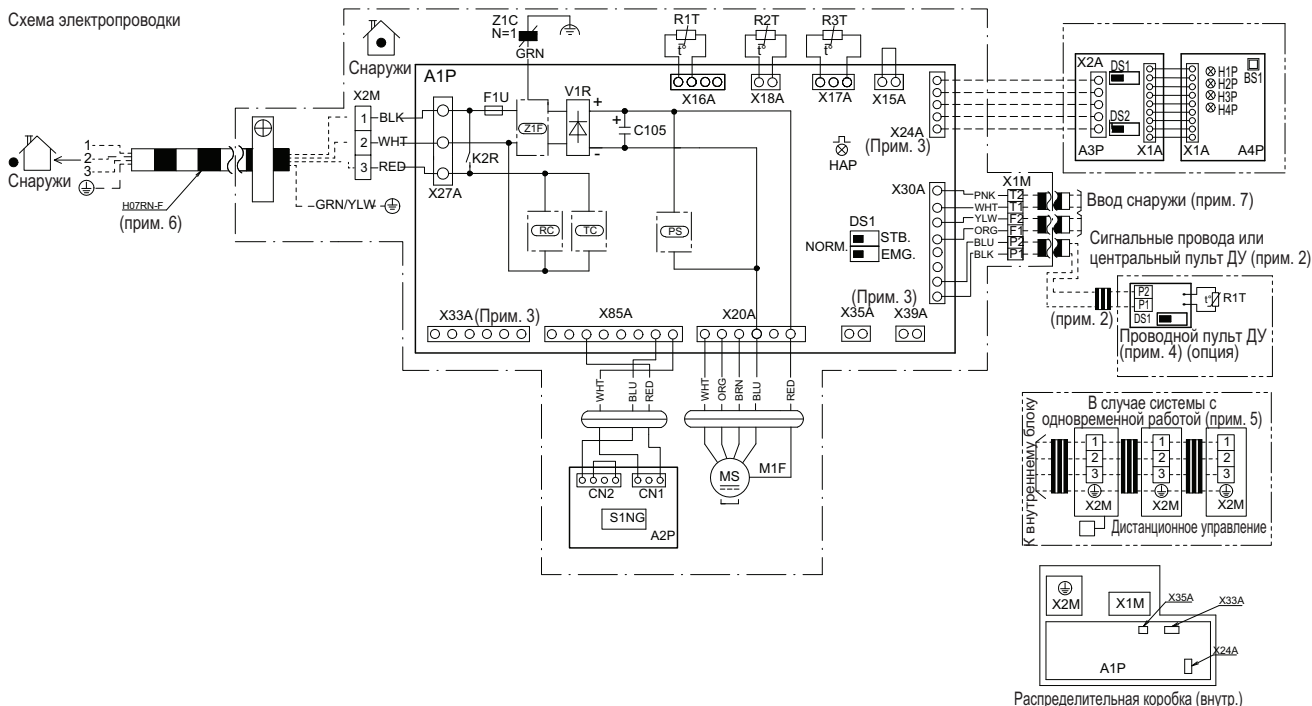 Схема электропроводки
Снаружи
Z1C
N=1
GRN
R1T
t°
R2T
t°
R3T
t°
A1P
X16A
X18A
X17A
X15A
X2M
1
BLK
2
WHT
3
RED
X27A
F1U
Z1F
V1R
+
-
+
C105
K2R
RC
TC
PS
HAP
X24A
(Прим. 3)
X2A
DS1
DS2
A3P
X1A
X1A
H1P
H2P
H3P
H4P
BS1
A4P
1
2
3
Снаружи
H07RN-F
(прим. 6)
GRN/YLW
X30A
DS1
NORM.
STB.
EMG.
(Прим. 3)
X1M
PNK
T2
WHT
T1
YLW
F2
ORG
F1
BLU
P2
BLK
P1
Ввод снаружи (прим. 7)
Сигнальные провода или
центральный пульт ДУ (прим. 2)
(прим. 2)
P2
P1
DS1
t°
R1T
Проводной пульт ДУ
(прим. 4) (опция)
X33A
(Прим. 3)
X85A
X20A
X35A
X39A
WHT
BLU
RED
WHT
ORG
BRN
BLU
RED
CN2
CN1
S1NG
A2P
MS
M1F
В случае системы с
одновременной работой (прим. 5)
К внутреннему блоку
1
2
3
X2M
1
2
3
X2M
1
2
3
X2M
Дистанционное управление
X2M
X1M
X35A
X33A
X24A
A1P
Распределительная коробка (внутр.)